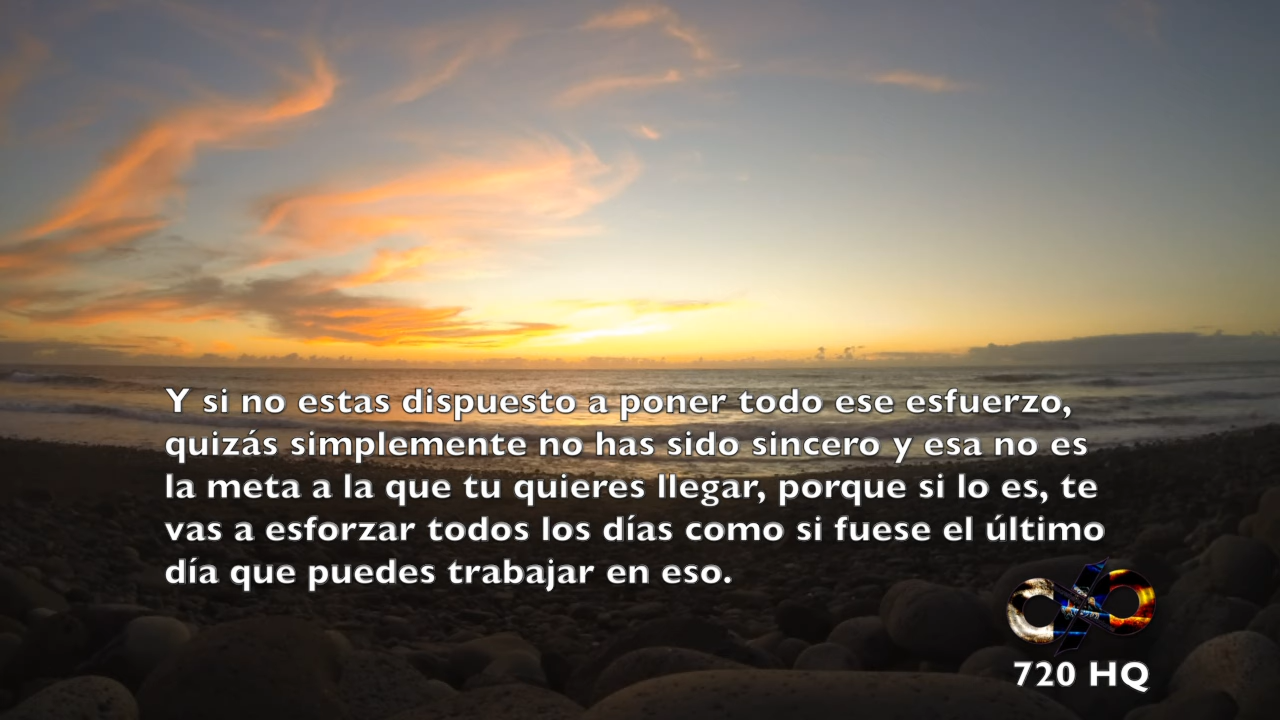 Y si no estas dispuesto a poner todo ese esfuerzo,
quizás simplemente no has sido sincero y esa no es
la meta a la que tu quieres llegar, porque si lo es, te
vas a esforzar todos los días como si fuese el último
día que puedes trabajar en eso.
720 HQ